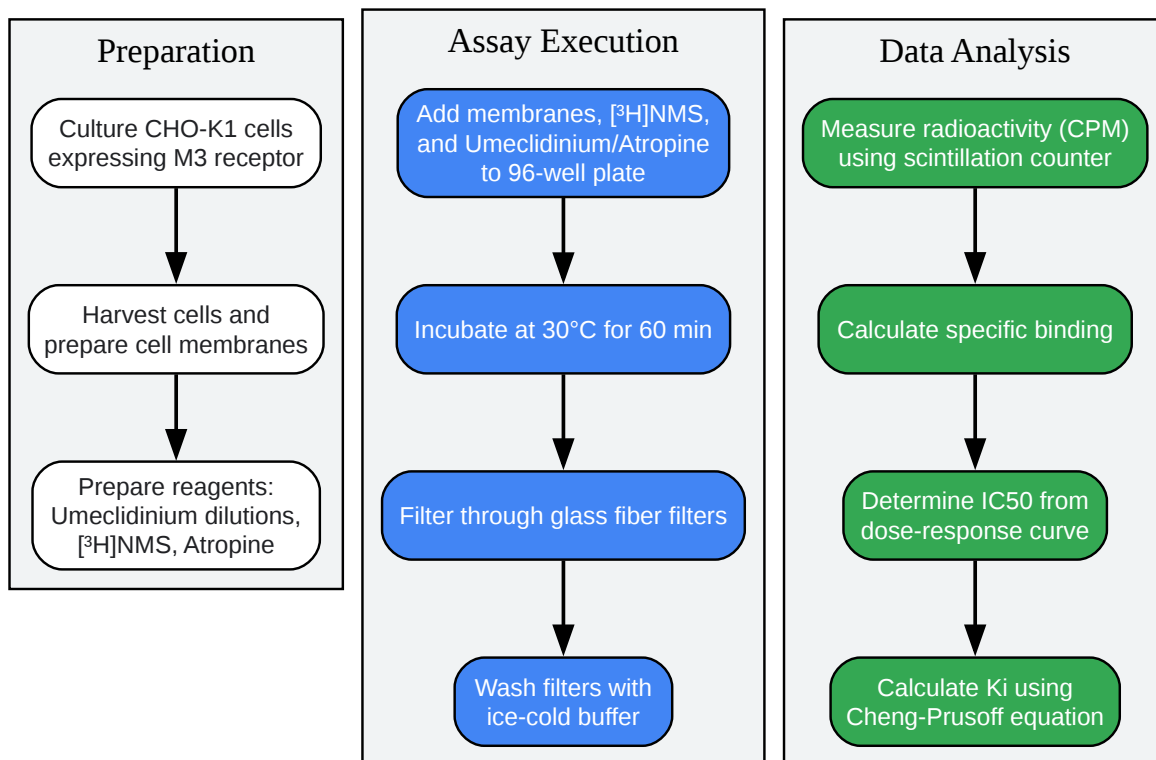 Preparation
Culture CHO-K1 cells
expressing M3 receptor
Harvest cells and
prepare cell membranes
Prepare reagents:
Umeclidinium dilutions,
[³H]NMS, Atropine
Assay Execution
Add membranes, [³H]NMS,
and Umeclidinium/Atropine
to 96-well plate
Incubate at 30°C for 60 min
Filter through glass fiber filters
Wash filters with
ice-cold buffer
Data Analysis
Measure radioactivity (CPM)
using scintillation counter
Calculate specific binding
Determine IC50 from
dose-response curve
Calculate Ki using
Cheng-Prusoff equation